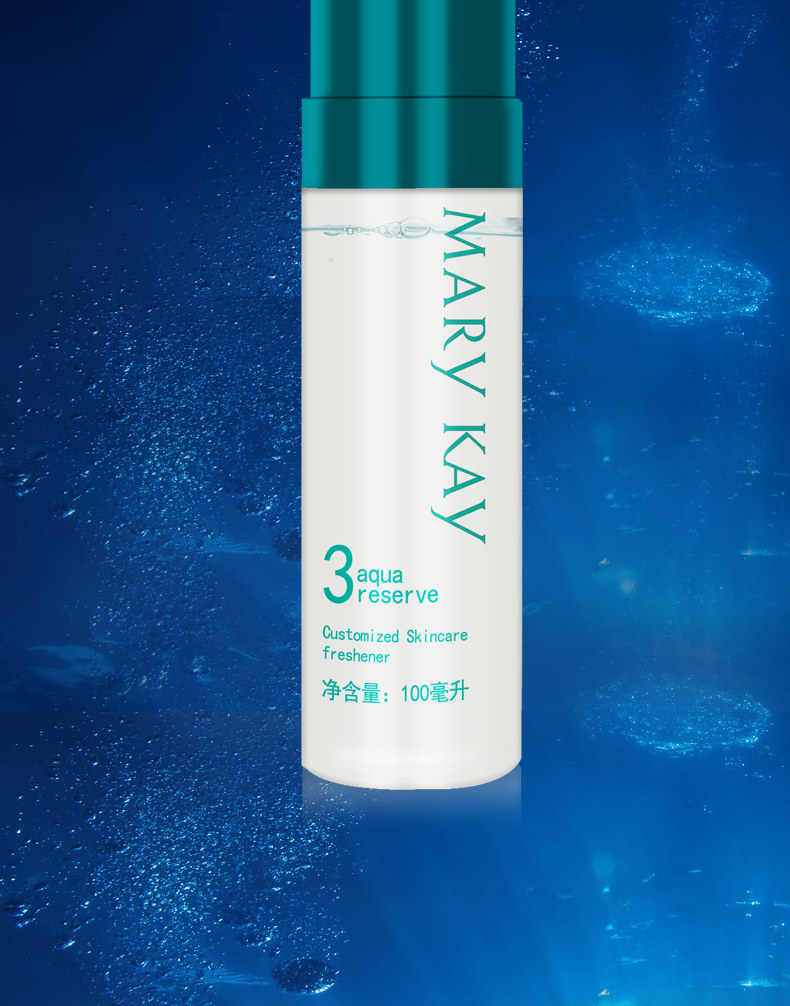 MARY KAY
3 aqua
reserve
Customized Skincare
freshener
净含量：100毫升